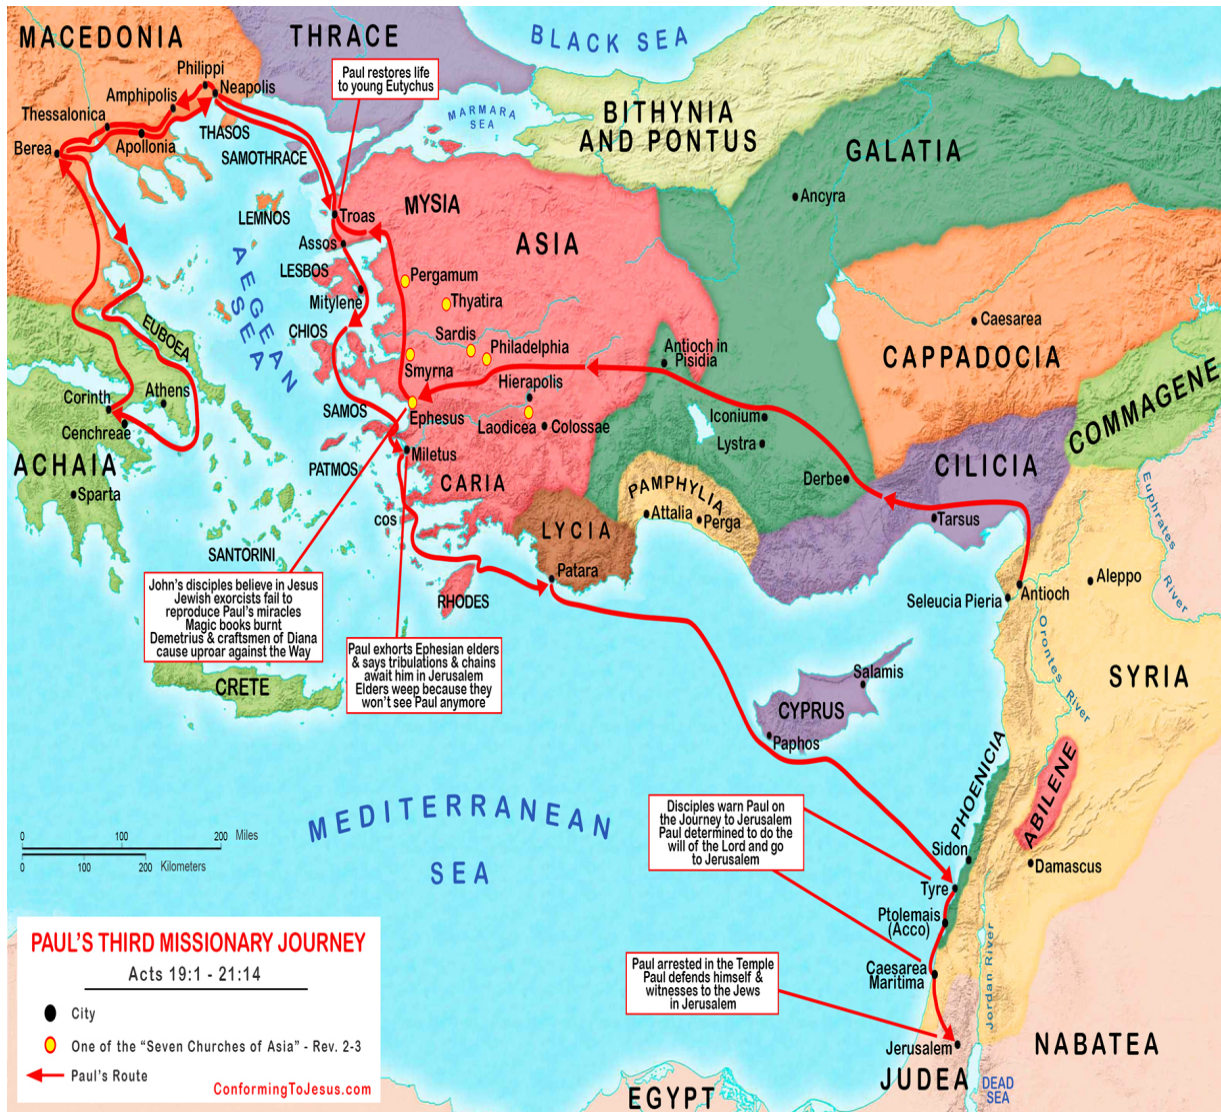 MACEDONIA
THRACE
BLACK SEA
Philippi
Neapolis
Amphipolis
Thessalonica
Berea
Apollonia
THASOS
SAMOTHRACE
Paul restores life
to young Eutychus
MARMARA
SEA
BITHYNIA
AND PONTUS
GALATIA
Ancyra
LEMNOS
Troas
MYSIA
ASIA
Assos
LESBOS
Mitylene
AEGEAN
SEA
Pergamum
Thyatira
CHIOS
Sardis
Philadelphia
Smyrna
Antioch in
Pisidia
Caesarea
CAPPADOCIA
COMMAGENE
EUBOEA
Corinth
Athens
Cenchreae
ACHAIA
Sparta
SAMOS
Ephesus
Hierapolis
Laodicea
Colossae
Iconium
Lystra
Derbe
CILICIA
Tarsus
PATMOS
Miletus
CARIA
PAMPHYLIA
Attalia
Perga
LYCIA
COS
SANTORINI
Patara
RHODES
Euphrates
River
Seleucia Pieria
Antioch
Aleppo
Orontes River
SYRIA
John's disciples believe in Jesus
Jewish exorcists fail to
reproduce Paul's miracles
Magic books burnt
Demetrius & craftsmen of Diana
cause uproar against the Way
Paul exhorts Ephesian elders
& says tribulations & chains
await him in Jerusalem
Elders weep because they
won't see Paul anymore
CRETE
Salamis
CYPRUS
Paphos
PHOENICIA
ABILENE
MEDITERRANEAN
SEA
Disciples warn Paul on
the Journey to Jerusalem
Paul determined to do the
will of the Lord and go
to Jerusalem
Sidon
Damascus
Tyre
Ptolemais
(Acco)
Caesarea
Maritima
Jordan River
Paul arrested in the Temple
Paul defends himself &
witnesses to the Jews
in Jerusalem
Jerusalem
JUDEA
DEAD
SEA
NABATEA
EGYPT
0 100 200 Miles
0 100 200 Kilometers
PAUL'S THIRD MISSIONARY JOURNEY
Acts 19:1 - 21:14
City
One of the "Seven Churches of Asia" - Rev. 2-3
Paul's Route
ConformingToJesus.com